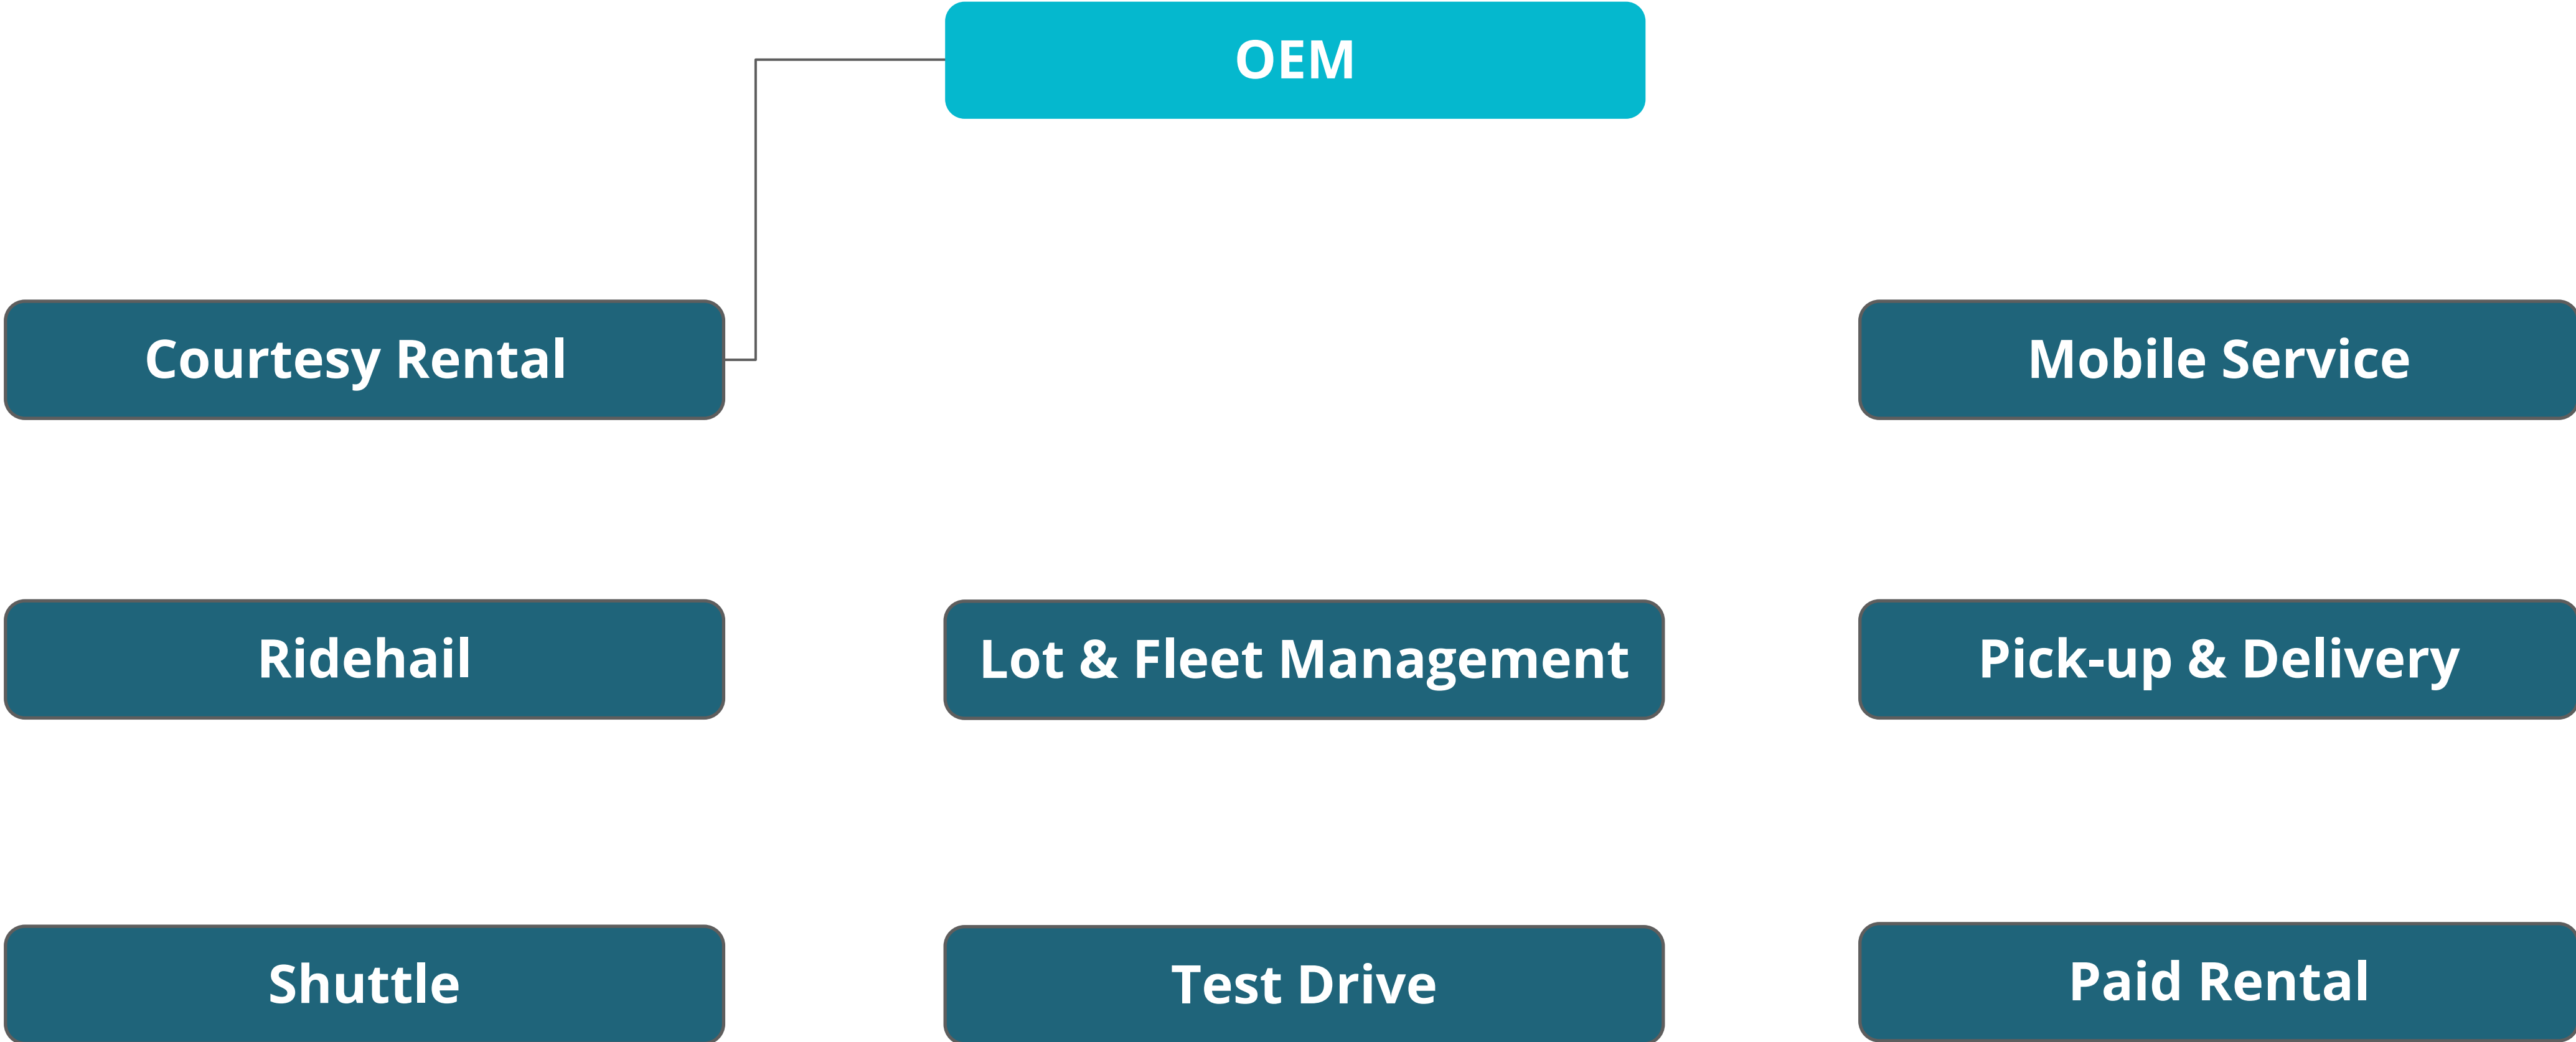 OEM
Courtesy Rental
Mobile Service
Ridehail
Lot & Fleet Management
Pick-up & Delivery
Shuttle
Test Drive
Paid Rental